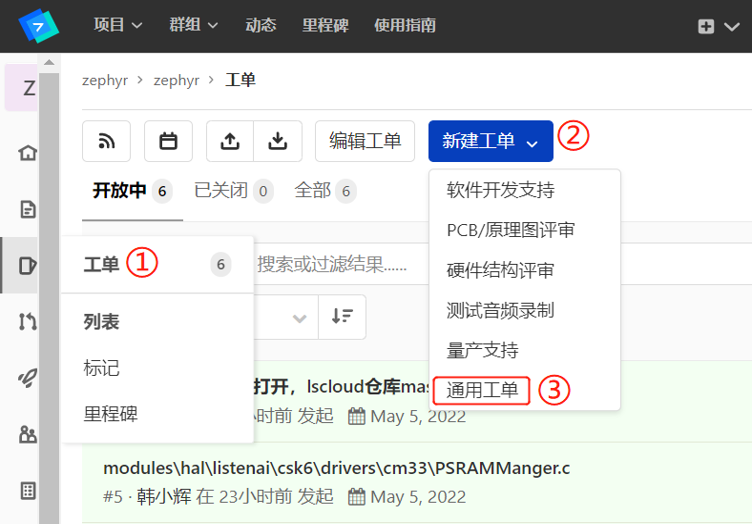 项目 群组 动态 里程碑 使用指南
zephyr › zephyr › 工单
Z
编辑工单 新建工单 ②
开放中 6 已关闭 0 全部 6
软件开发支持
PCB/原理图评审
硬件结构评审
测试音频录制
量产支持
通用工单 ③
工单 ① 6
搜索或过滤结果......
列表
标记
里程碑
打开，lscloud仓库mas
小时前 发起 May 5, 2022
modules\hal\listenai\csk6\drivers\cm33\PSRAMManger.c
#5 · 韩小辉 在 23小时前 发起 May 5, 2022